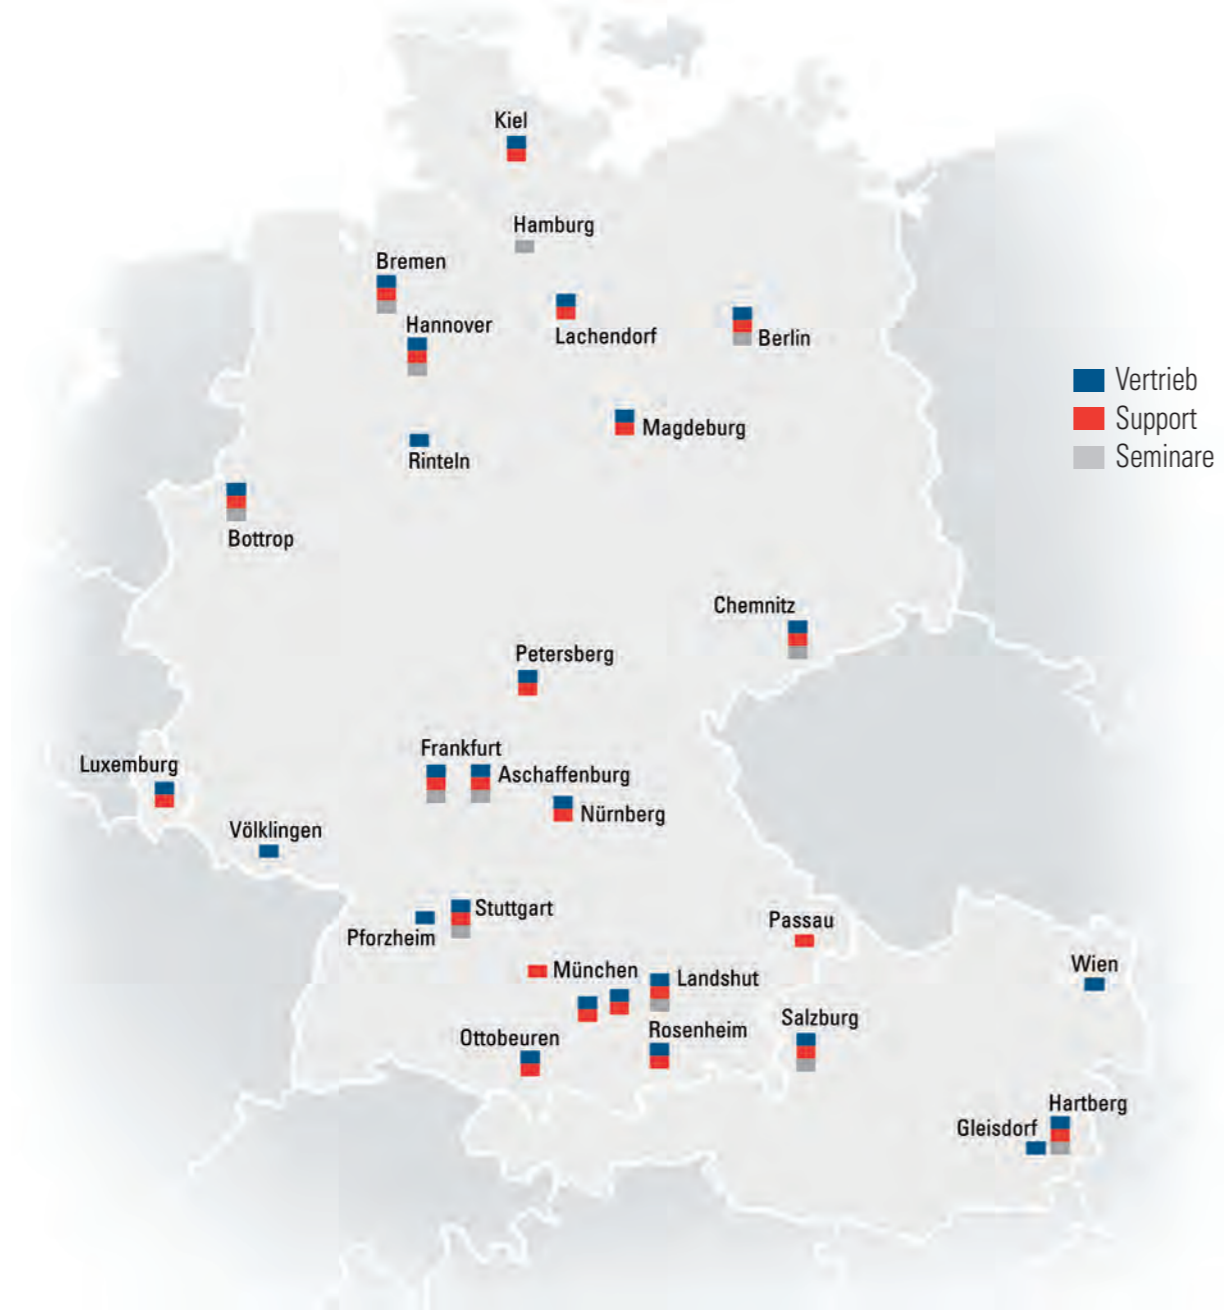 Kiel
Hamburg
Bremen
Hannover
Lachendorf
Berlin
Vertrieb
Support
Seminare
Magdeburg
Rinteln
Bottrop
Chemnitz
Petersberg
Frankfurt
Luxemburg
Aschaffenburg
Nürnberg
Völklingen
Stuttgart
Pforzheim
Passau
München
Landshut
Wien
Salzburg
Rosenheim
Ottobeuren
Hartberg
Gleisdorf